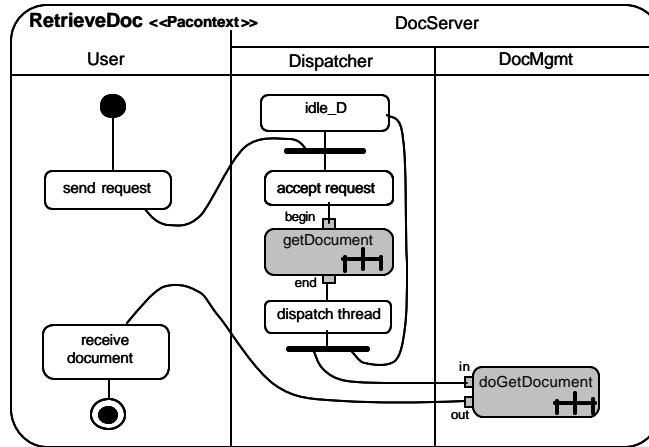 RetrieveDoc <<Pacontext>>
DocServer
User
Dispatcher
DocMgmt
idle_D
send request
accept request
begin
getDocument
end
dispatch thread
receive
document
in
doGetDocument
out